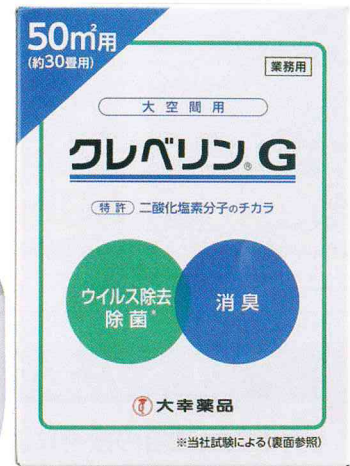 50m²用
(約30畳用)
業務用
大空間用
クレベリン®G
特許 二酸化塩素分子のチカラ
ウイルス除去
除菌*
消臭
大幸薬品
※当社試験による(裏面参照)